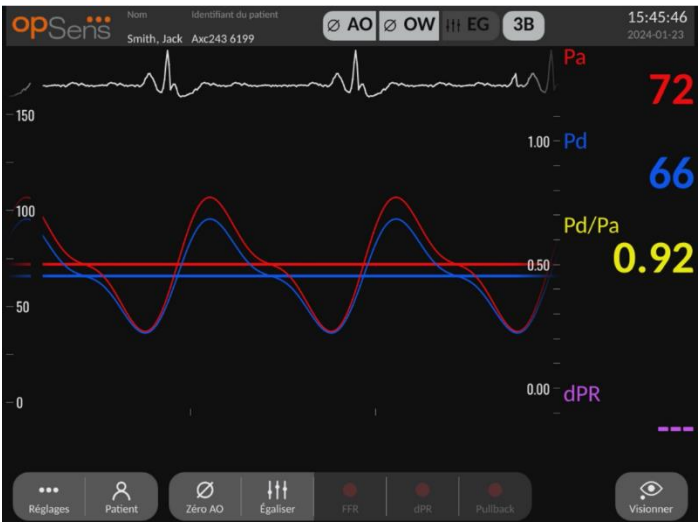 opSens
Nom Identifiant du patient
Smith, Jack Axc243 6199
AO OW EG 3B
15:45:46
2024-01-23
Pa
72
150
1.00
Pd
66
100
Pd/Pa
0.92
0.50
50
0.00
dPR
0
---
Réglages Patient Zéro AO Égaliser FFR dPR Pullback Visionner